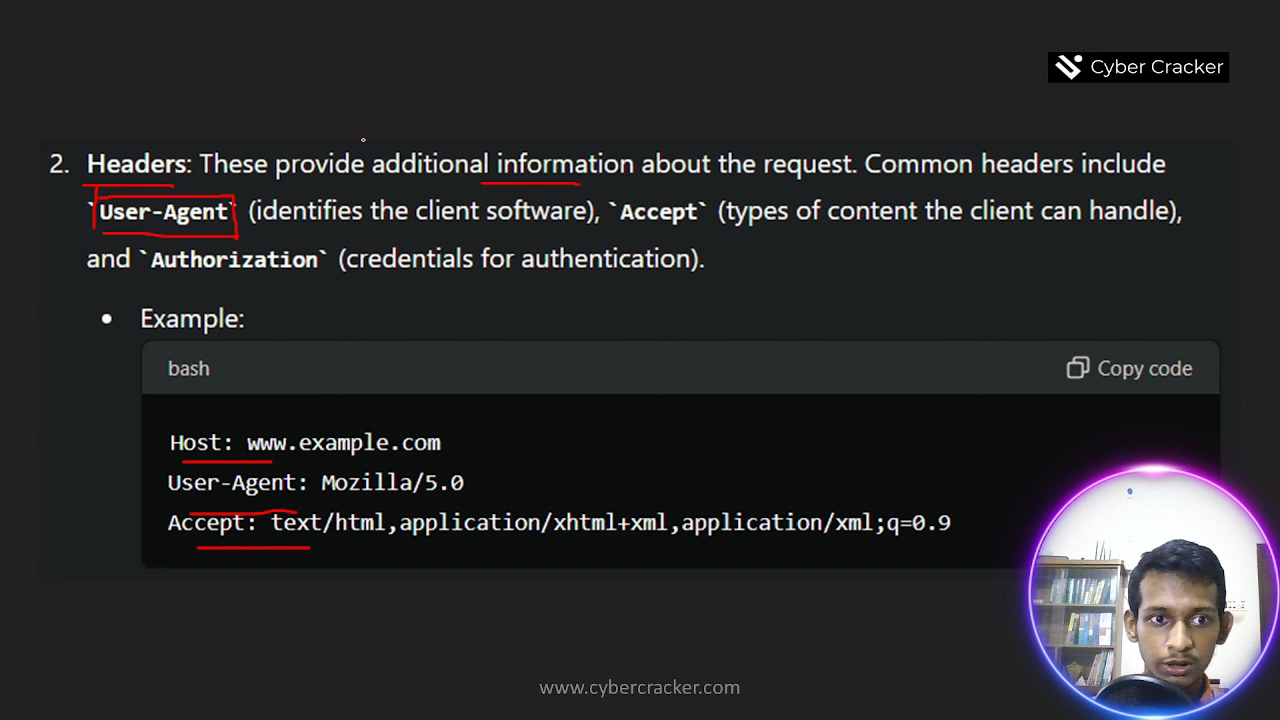 Cyber Cracker
2. Headers: These provide additional information about the request. Common headers include
`User-Agent` (identifies the client software), `Accept` (types of content the client can handle),
and `Authorization` (credentials for authentication).
• Example:
bash Copy code
Host: www.example.com
User-Agent: Mozilla/5.0
Accept: text/html,application/xhtml+xml,application/xml;q=0.9
www.cybercracker.com